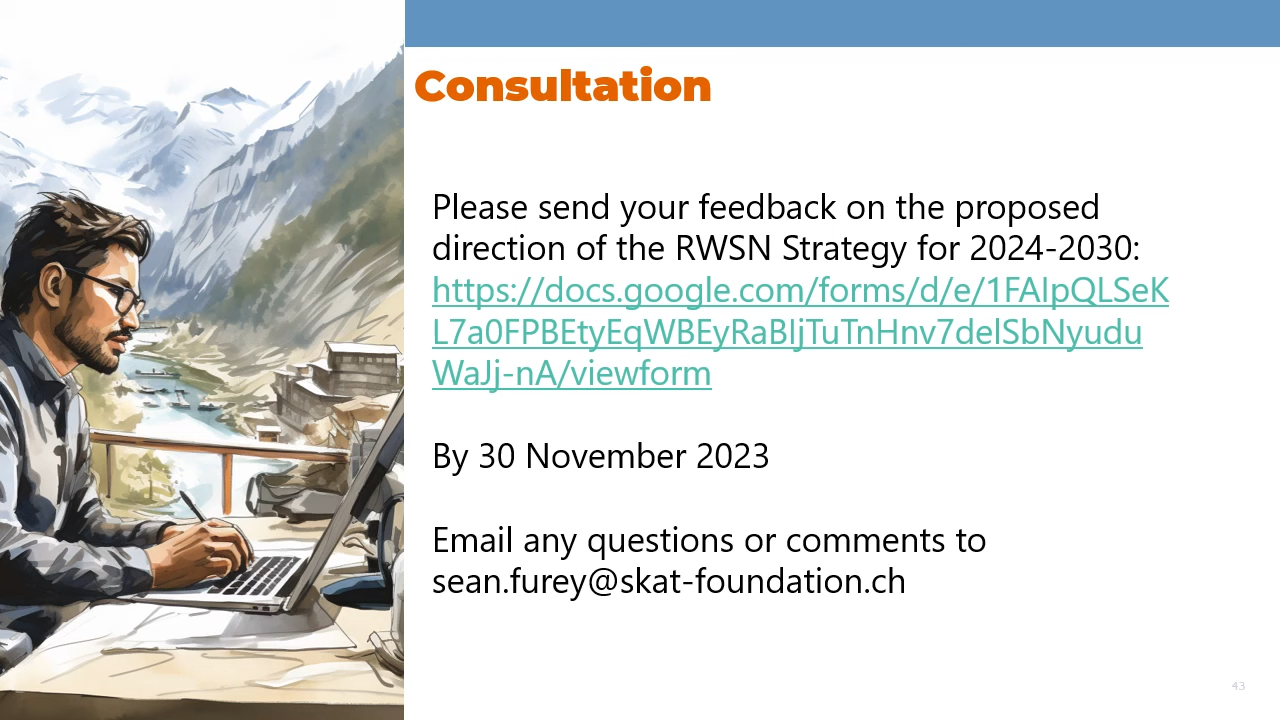 Consultation
Please send your feedback on the proposed
direction of the RWSN Strategy for 2024-2030:
https://docs.google.com/forms/d/e/1FAIpQLSeK
L7a0FPBEtyEqWBEyRaBIjTuTnHnv7delSbNyudu
WaJj-nA/viewform
By 30 November 2023
Email any questions or comments to
sean.furey@skat-foundation.ch
43